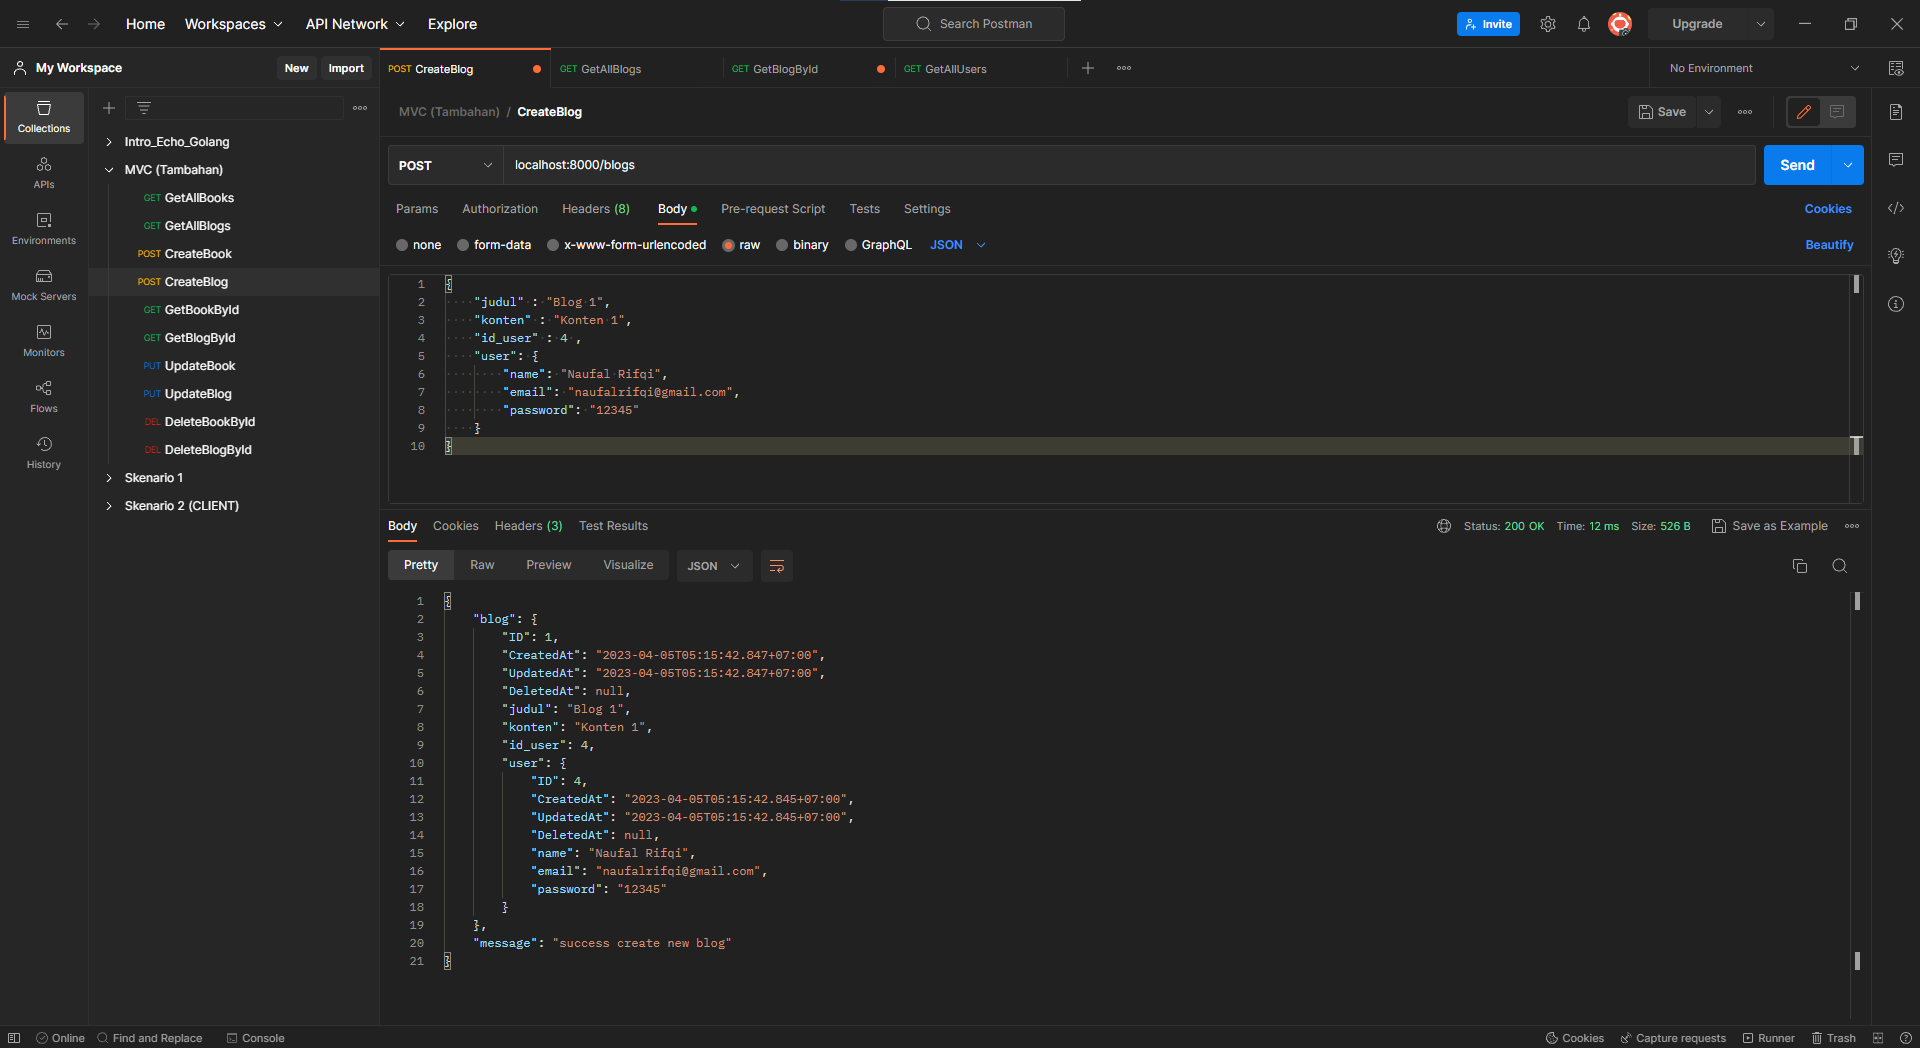 Home Workspaces API Network Explore Search Postman Invite Upgrade
My Workspace New Import
POST CreateBlog GET GetAllBlogs GET GetBlogById GET GetAllUsers No Environment
Collections
APIs
Environments
Mock Servers
Monitors
Flows
History
Intro_Echo_Golang
MVC (Tambahan)
GET GetAllBooks
GET GetAllBlogs
POST CreateBook
POST CreateBlog
GET GetBookById
GET GetBlogById
PUT UpdateBook
PUT UpdateBlog
DEL DeleteBookById
DEL DeleteBlogById
Skenario 1
Skenario 2 (CLIENT)
MVC (Tambahan) / CreateBlog Save
POST localhost:8000/blogs Send
Params Authorization Headers (8) Body Pre-request Script Tests Settings Cookies
none form-data x-www-form-urlencoded raw binary GraphQL JSON Beautify
1 {
2 "judul" : "Blog 1",
3 "konten" : "Konten 1",
4 "id_user" : 4 ,
5 "user": {
6 "name": "Naufal Rifqi",
7 "email": "naufalrifqi@gmail.com",
8 "password": "12345"
9 }
10 }
Body Cookies Headers (3) Test Results Status: 200 OK Time: 12 ms Size: 526 B Save as Example
Pretty Raw Preview Visualize JSON
1 {
2 "blog": {
3 "ID": 1,
4 "CreatedAt": "2023-04-05T05:15:42.847+07:00",
5 "UpdatedAt": "2023-04-05T05:15:42.847+07:00",
6 "DeletedAt": null,
7 "judul": "Blog 1",
8 "konten": "Konten 1",
9 "id_user": 4,
10 "user": {
11 "ID": 4,
12 "CreatedAt": "2023-04-05T05:15:42.845+07:00",
13 "UpdatedAt": "2023-04-05T05:15:42.845+07:00",
14 "DeletedAt": null,
15 "name": "Naufal Rifqi",
16 "email": "naufalrifqi@gmail.com",
17 "password": "12345"
18 }
19 },
20 "message": "success create new blog"
21 }
Online Find and Replace Console Cookies Capture requests Runner Trash